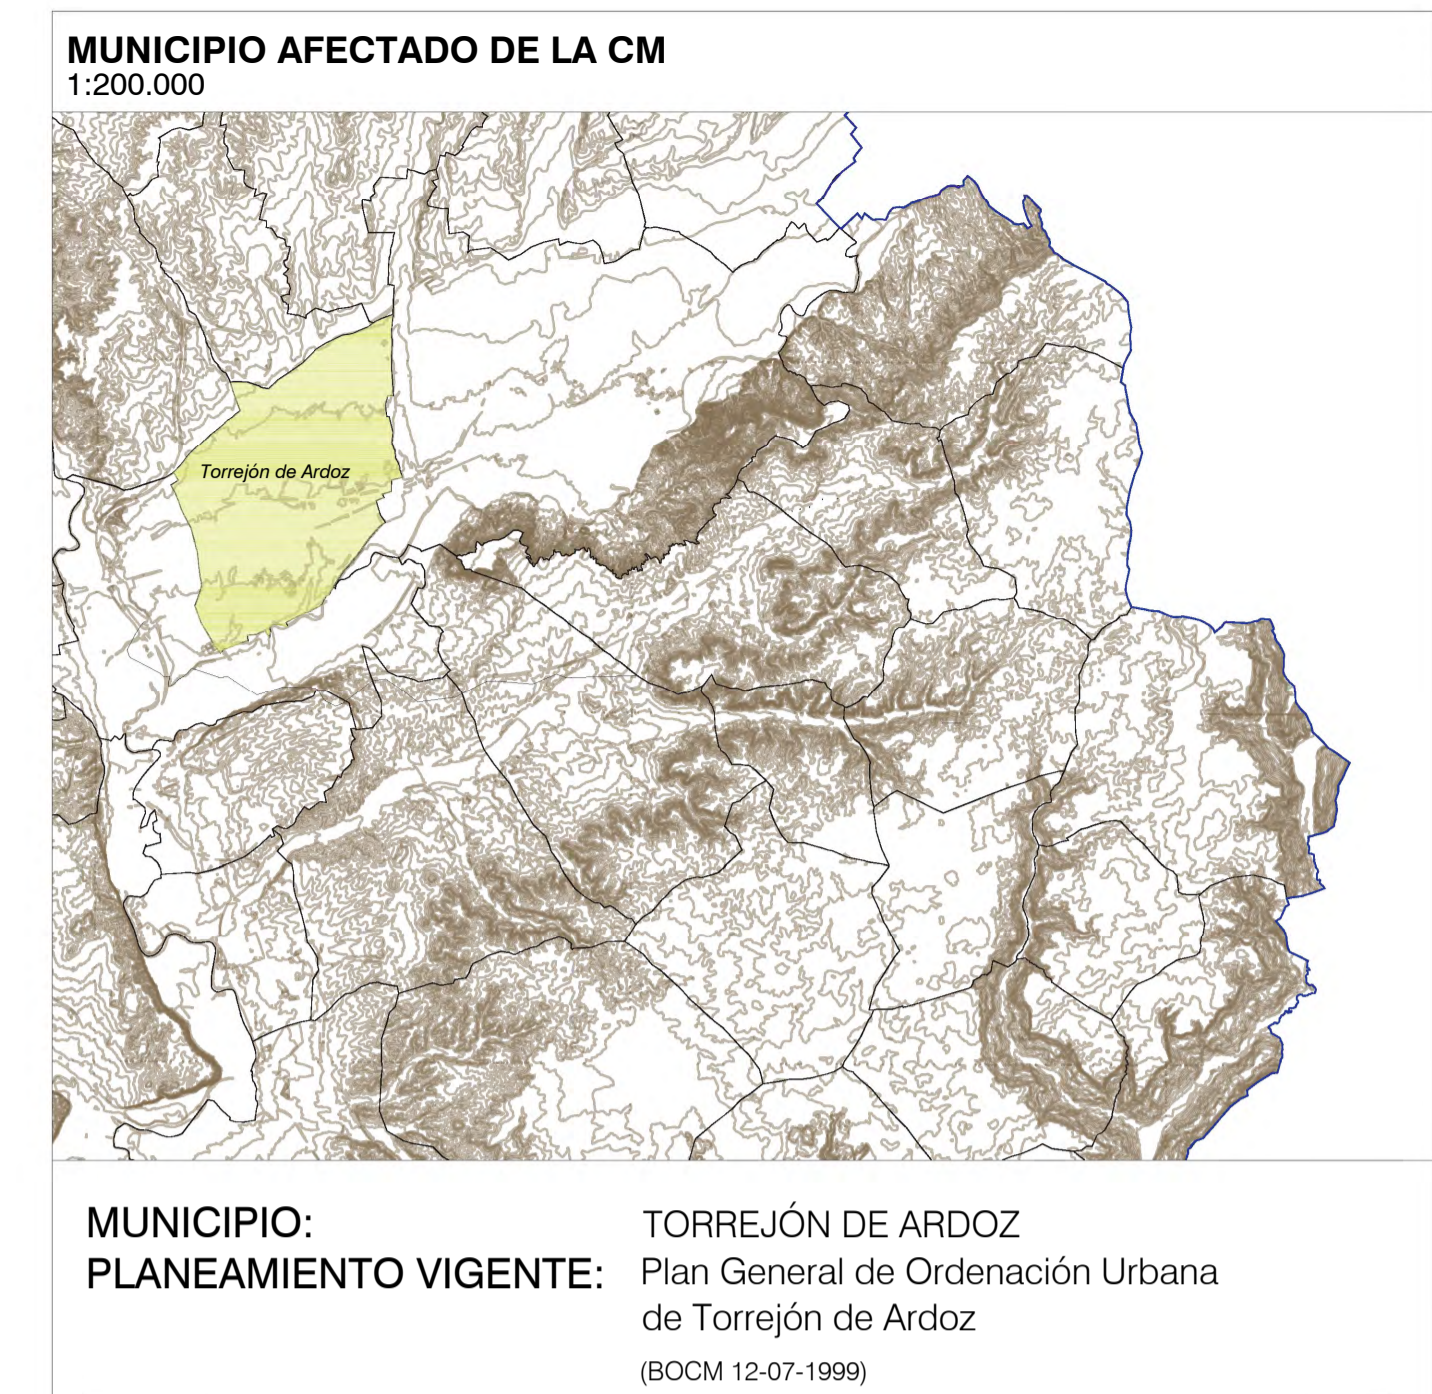 MUNICIPIO AFECTADO DE LA CM
1:200.000
Torrejón de Ardoz
MUNICIPIO: TORREJÓN DE ARDOZ
PLANEAMIENTO VIGENTE: Plan General de Ordenación Urbana
de Torrejón de Ardoz
(BOCM 12-07-1999)